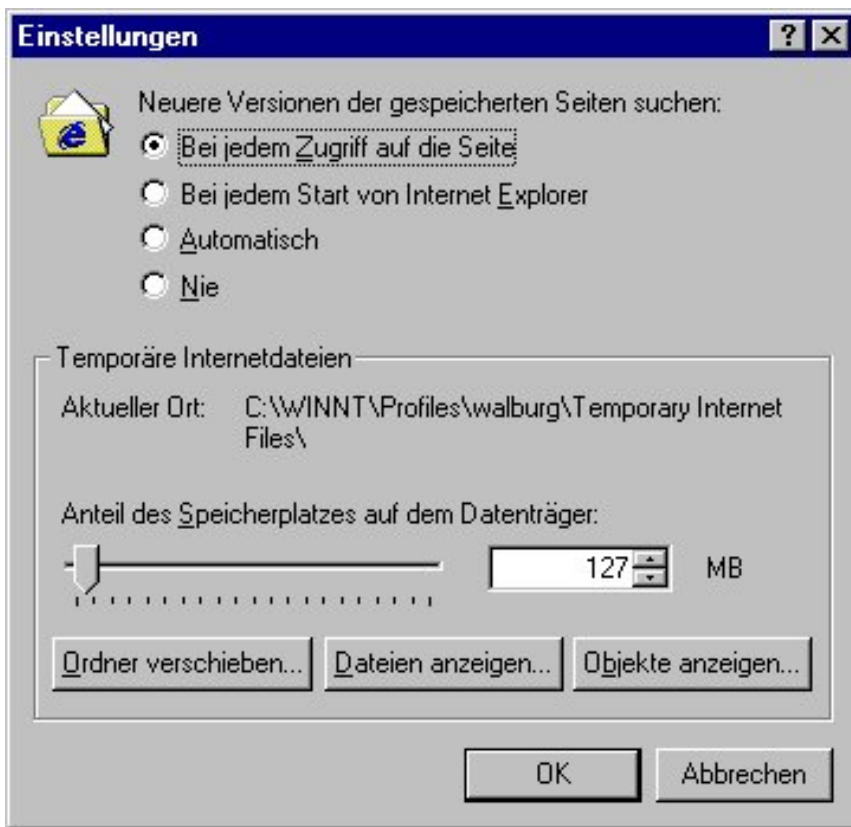 Einstellungen
Neuere Versionen der gespeicherten Seiten suchen:
Bei jedem Zugriff auf die Seite
Bei jedem Start von Internet Explorer
Automatisch
Nie
Temporäre Internetdateien
Aktueller Ort: C:\WINNT\Profiles\walburg\Temporary Internet
Files\
Anteil des Speicherplatzes auf dem Datenträger:
127 MB
Ordner verschieben... Dateien anzeigen... Objekte anzeigen...
OK Abbrechen